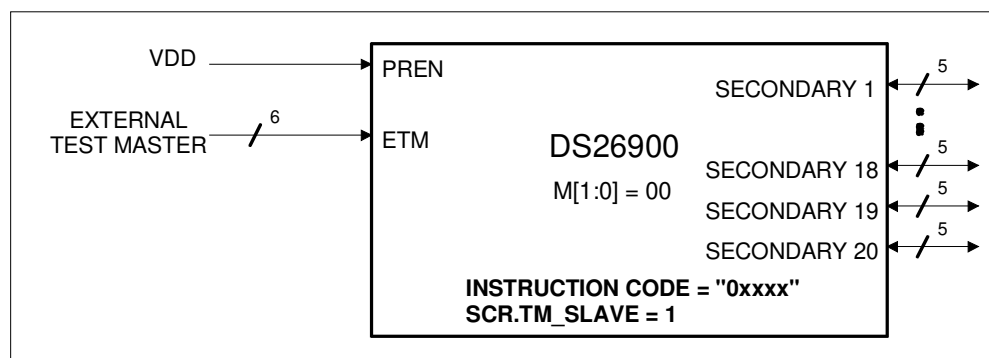 VDD
PREN
EXTERNAL
TEST MASTER
6
ETM
DS26900
M[1:0] = 00
SECONDARY 1
5
SECONDARY 18
5
SECONDARY 19
5
SECONDARY 20
5
INSTRUCTION CODE = "0xxxx"
SCR.TM_SLAVE = 1